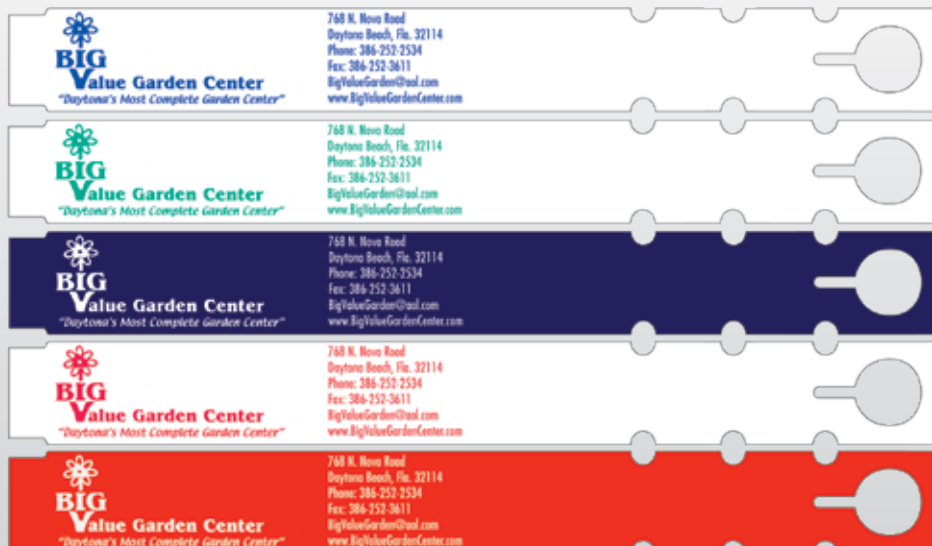 BIG
Value Garden Center
"Daytona's Most Complete Garden Center"
768 N. Nova Road
Daytona Beach, Fla. 32114
Phone: 386-252-2534
Fax: 386-252-3611
BigValueGarden@aol.com
www.BigValueGardenCenter.com
BIG
Value Garden Center
"Daytona's Most Complete Garden Center"
768 N. Nova Road
Daytona Beach, Fla. 32114
Phone: 386-252-2534
Fax: 386-252-3611
BigValueGarden@aol.com
www.BigValueGardenCenter.com
BIG
Value Garden Center
"Daytona's Most Complete Garden Center"
768 N. Nova Road
Daytona Beach, Fla. 32114
Phone: 386-252-2534
Fax: 386-252-3611
BigValueGarden@aol.com
www.BigValueGardenCenter.com
BIG
Value Garden Center
"Daytona's Most Complete Garden Center"
768 N. Nova Road
Daytona Beach, Fla. 32114
Phone: 386-252-2534
Fax: 386-252-3611
BigValueGarden@aol.com
www.BigValueGardenCenter.com
BIG
Value Garden Center
"Daytona's Most Complete Garden Center"
768 N. Nova Road
Daytona Beach, Fla. 32114
Phone: 386-252-2534
Fax: 386-252-3611
BigValueGarden@aol.com
www.BigValueGardenCenter.com